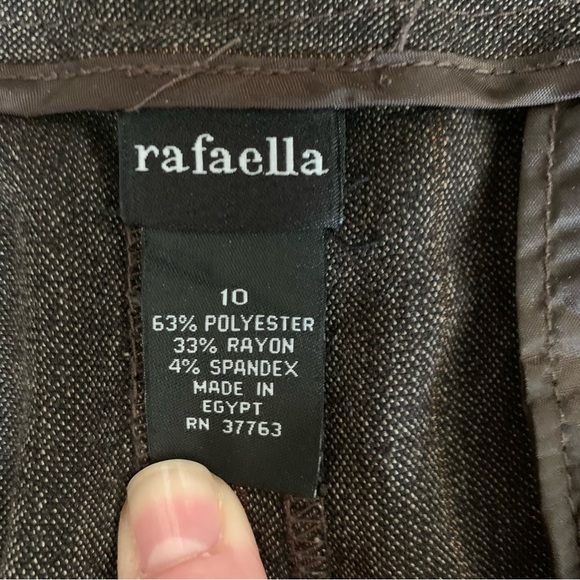 rafaella
10
63% POLYESTER
33% RAYON
4% SPANDEX
MADE IN
EGYPT
RN 37763